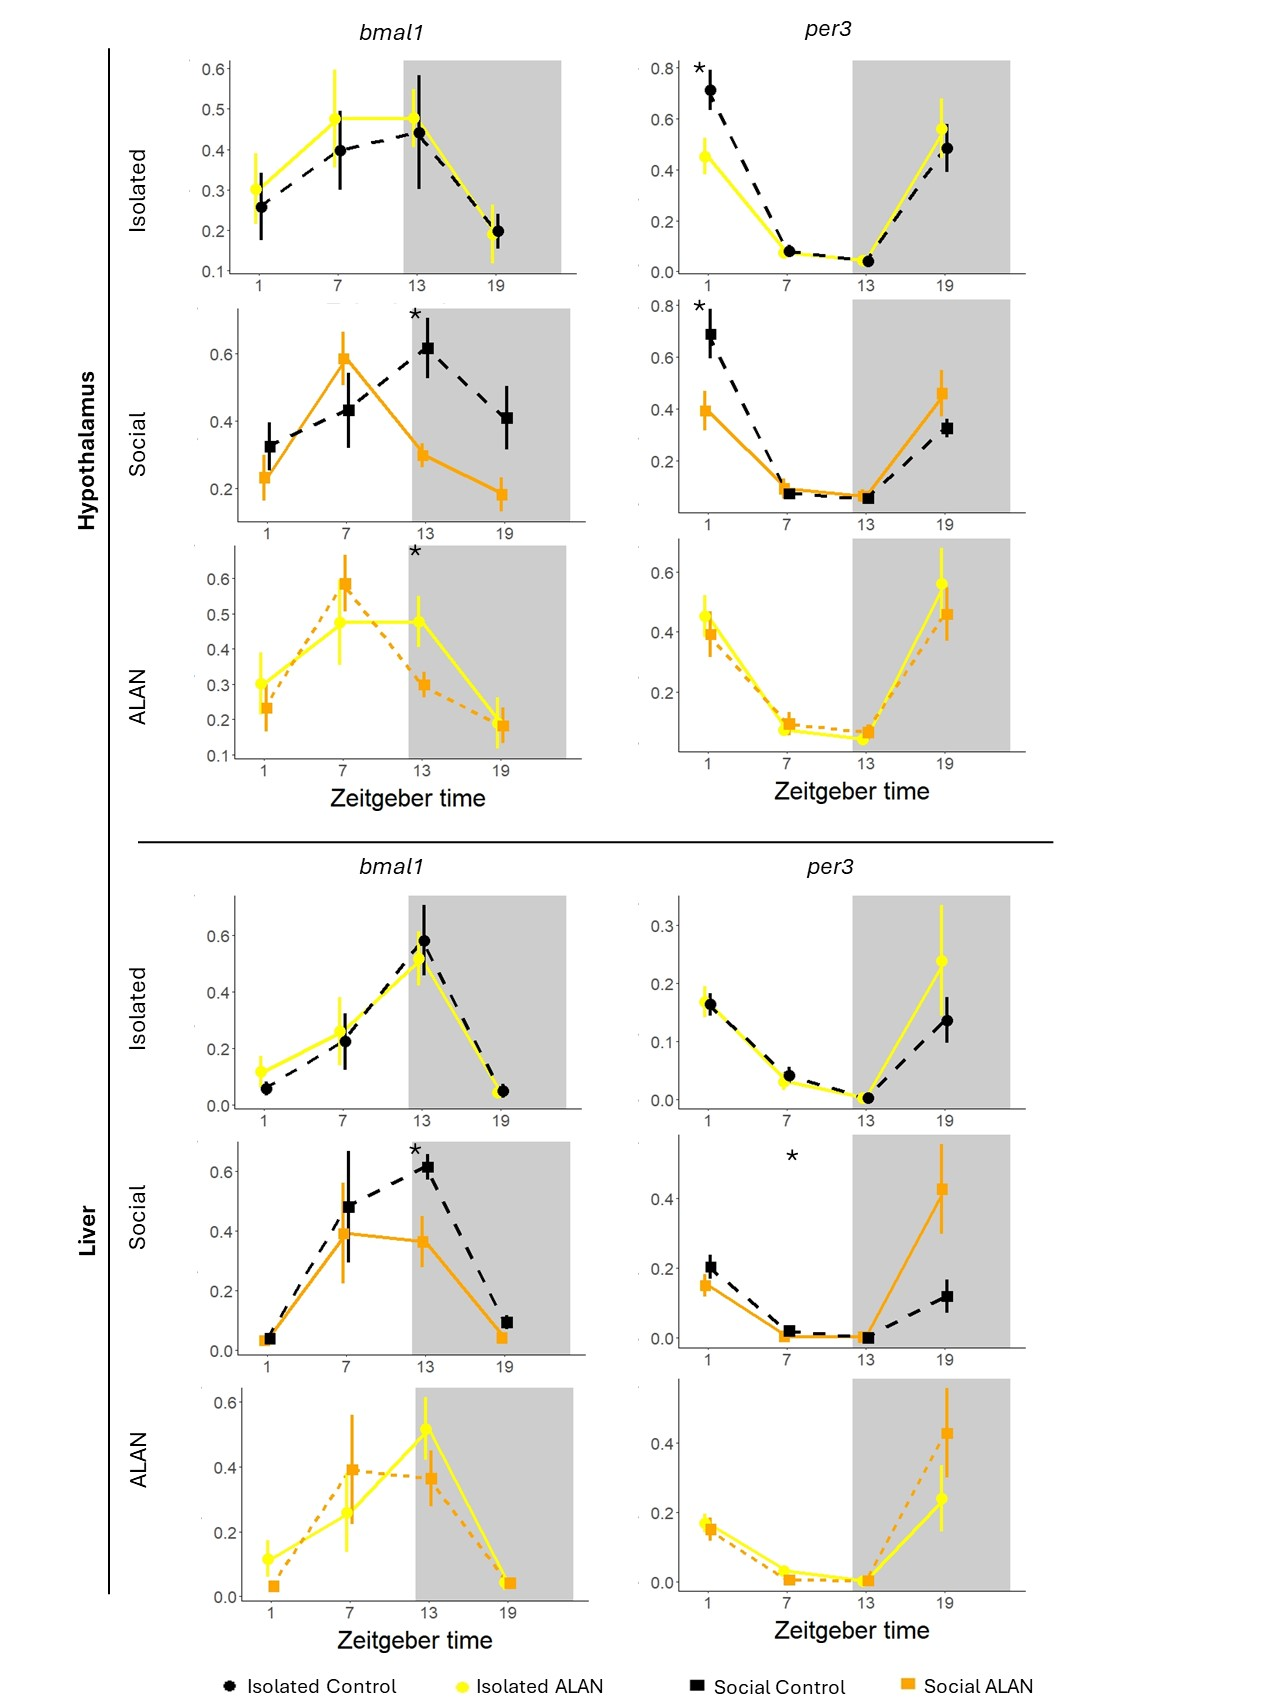 bmal1 per3
Hypothalamus
Isolated
0.6
0.5
0.4
0.3
0.2
0.1
1 7 13 19
*
0.8
0.6
0.4
0.2
0.0
1 7 13 19
Social
*
0.6
0.4
0.2
1 7 13 19
*
0.8
0.6
0.4
0.2
1 7 13 19
ALAN
*
0.6
0.5
0.4
0.3
0.2
0.1
1 7 13 19
Zeitgeber time
0.6
0.4
0.2
1 7 13 19
Zeitgeber time
bmal1 per3
Liver
Isolated
0.6
0.4
0.2
0.0
1 7 13 19
0.3
0.2
0.1
0.0
1 7 13 19
Social
*
0.6
0.4
0.2
0.0
1 7 13 19
*
0.4
0.2
0.0
1 7 13 19
ALAN
0.6
0.4
0.2
0.0
1 7 13 19
Zeitgeber time
0.4
0.2
0.0
1 7 13 19
Zeitgeber time
Isolated Control Isolated ALAN Social Control Social ALAN